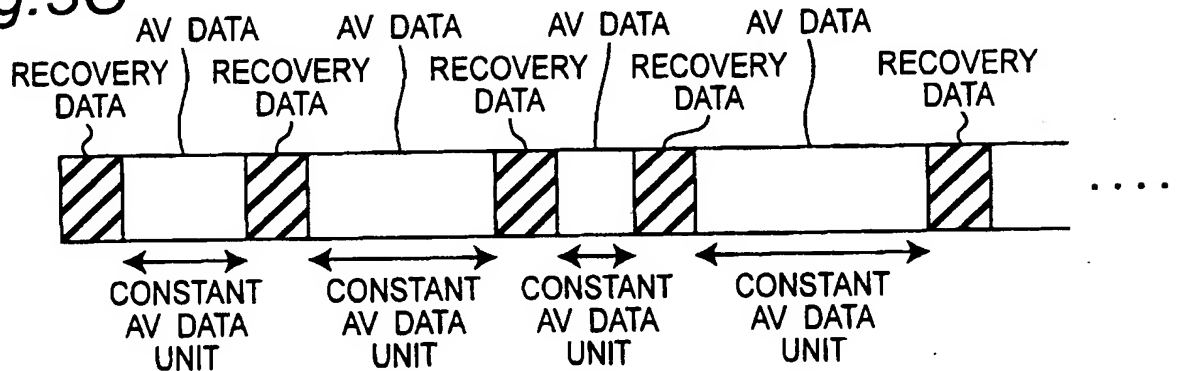 AV DATA AV DATA AV DATA AV DATA
RECOVERY DATA RECOVERY DATA RECOVERY DATA RECOVERY DATA RECOVERY DATA
....
CONSTANT AV DATA UNIT CONSTANT AV DATA UNIT CONSTANT AV DATA UNIT CONSTANT AV DATA UNIT